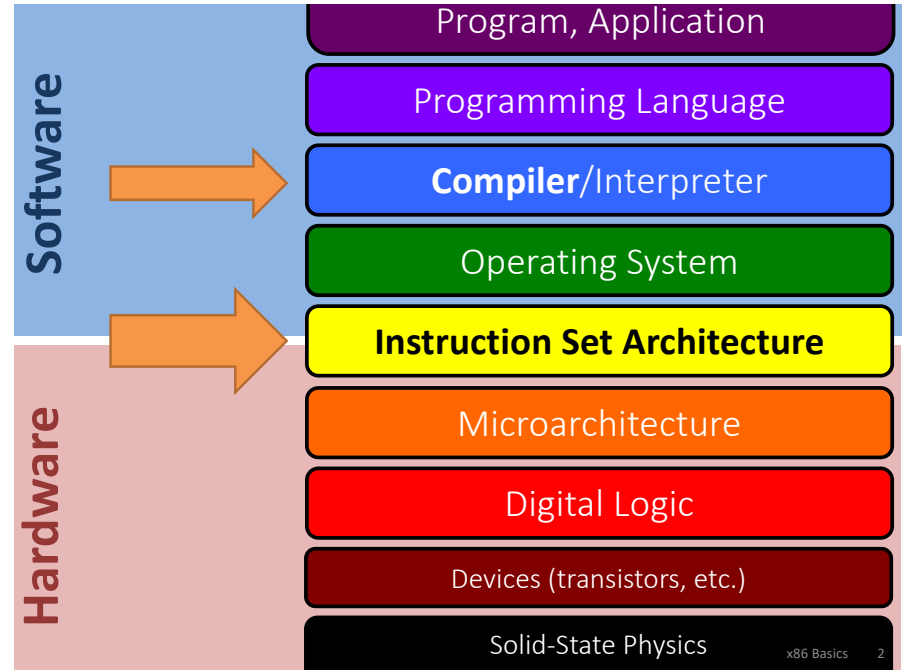 Software
Program, Application
Programming Language
Compiler/Interpreter
Operating System
Instruction Set Architecture
Hardware
Microarchitecture
Digital Logic
Devices (transistors, etc.)
Solid-State Physics
x86 Basics 2